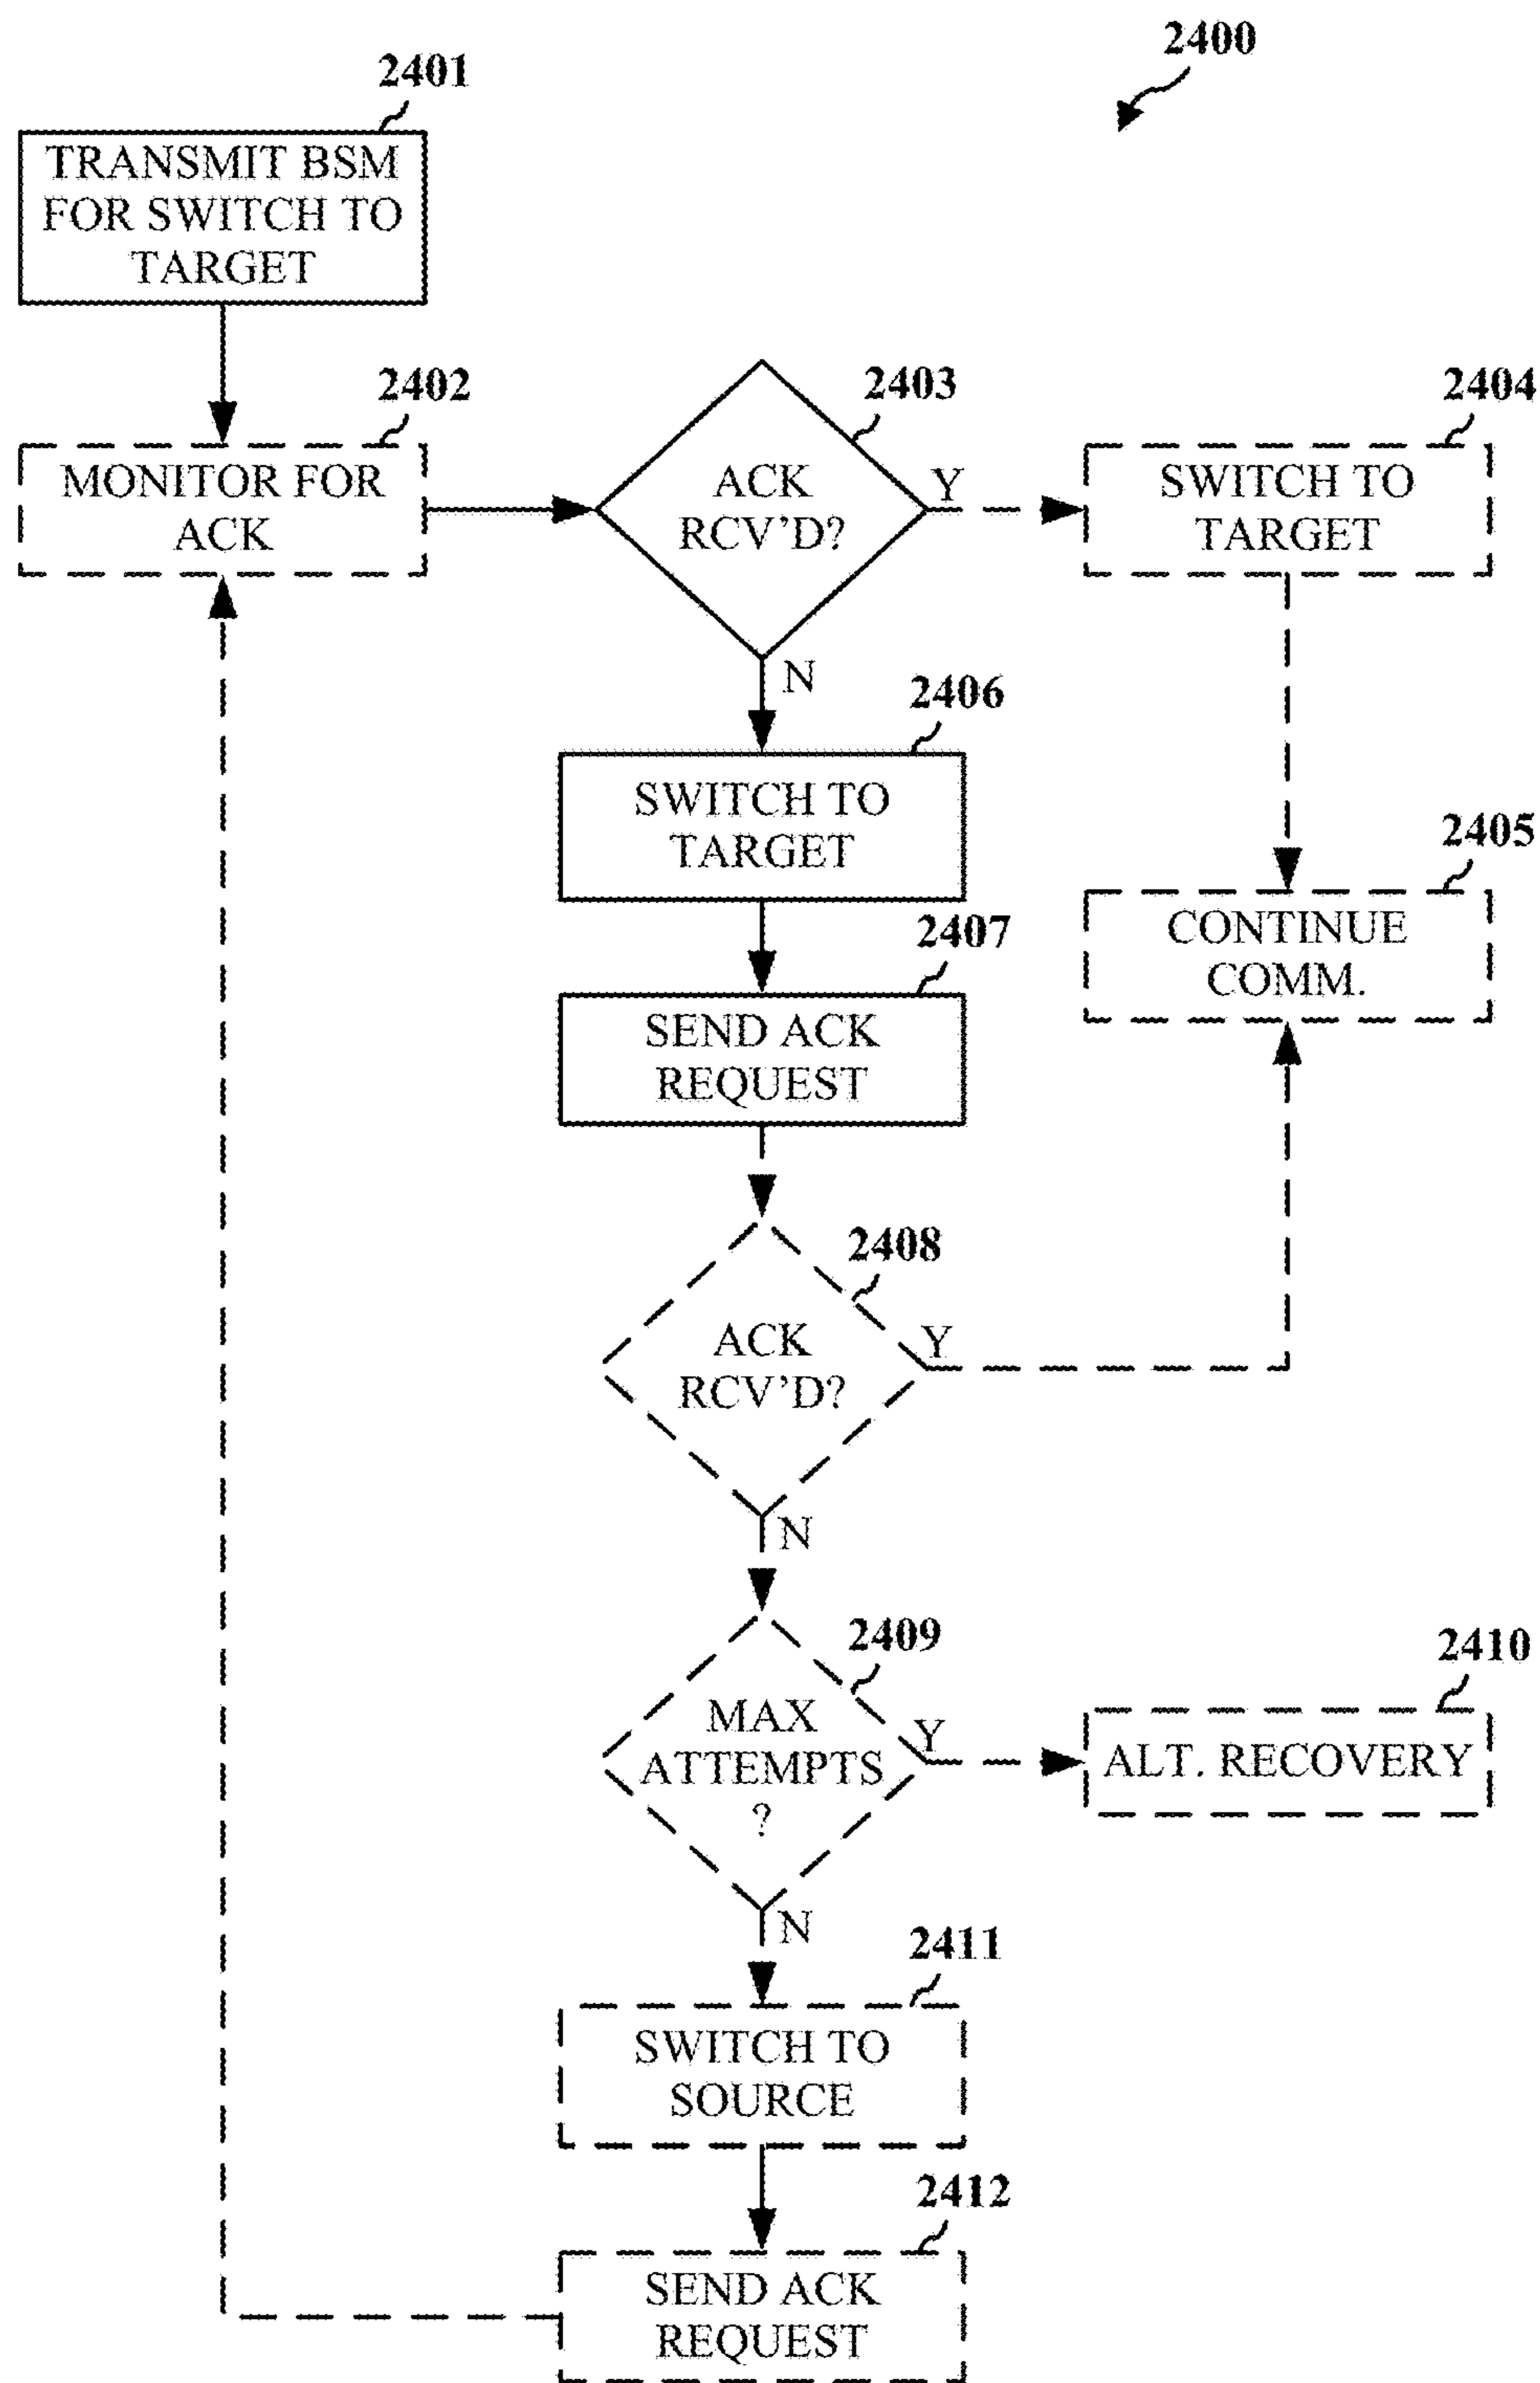 2400
2401
TRANSMIT BSM
FOR SWITCH TO
TARGET
2402
MONITOR FOR
ACK
2403
ACK
RCV'D?
Y
N
2404
SWITCH TO
TARGET
2405
CONTINUE
COMM.
2406
SWITCH TO
TARGET
2407
SEND ACK
REQUEST
2408
ACK
RCV'D?
Y
N
2409
MAX
ATTEMPTS
?
Y
N
2410
ALT. RECOVERY
2411
SWITCH TO
SOURCE
2412
SEND ACK
REQUEST